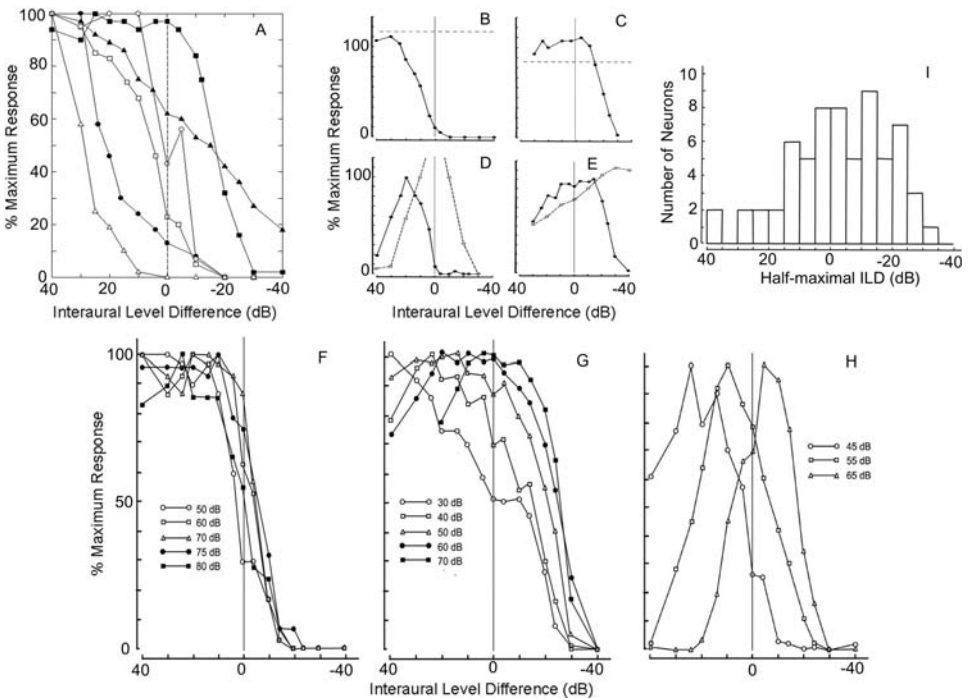 A
% Maximum Response
100
80
60
40
20
0
40 20 0 -20 -40
Interaural Level Difference (dB)
B
C
100
50
0
% Maximum Response
D
E
100
50
0
40 0 -40
40 0 -40
Interaural Level Difference (dB)
I
Number of Neurons
10
8
6
4
2
40 20 0 -20 -40
Half-maximal ILD (dB)
F
% Maximum Response
100
50
0
50 dB
60 dB
70 dB
75 dB
80 dB
40 0 -40
G
30 dB
40 dB
50 dB
60 dB
70 dB
40 0 -40
H
45 dB
55 dB
65 dB
40 0 -40
Interaural Level Difference (dB)